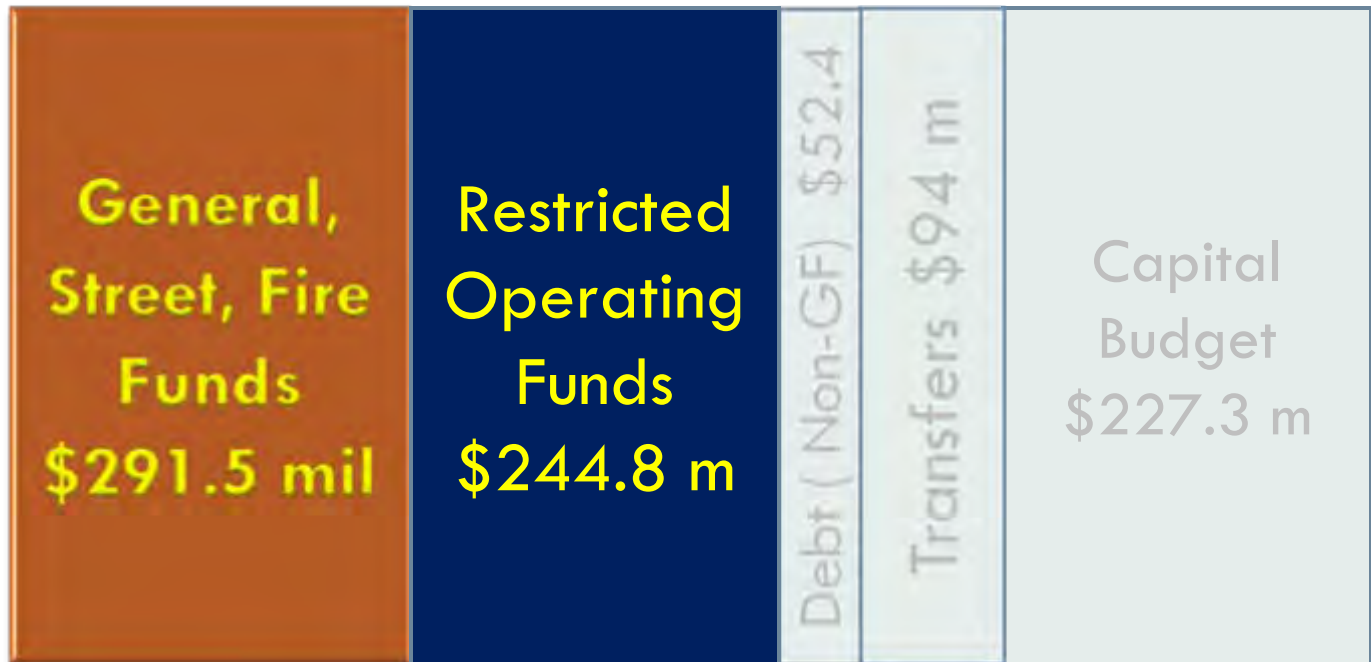 General,
Street, Fire
Funds
$291.5 mil
Restricted
Operating
Funds
$244.8 m
Debt ( Non-GF) $52.4
Transfers $94 m
Capital
Budget
$227.3 m